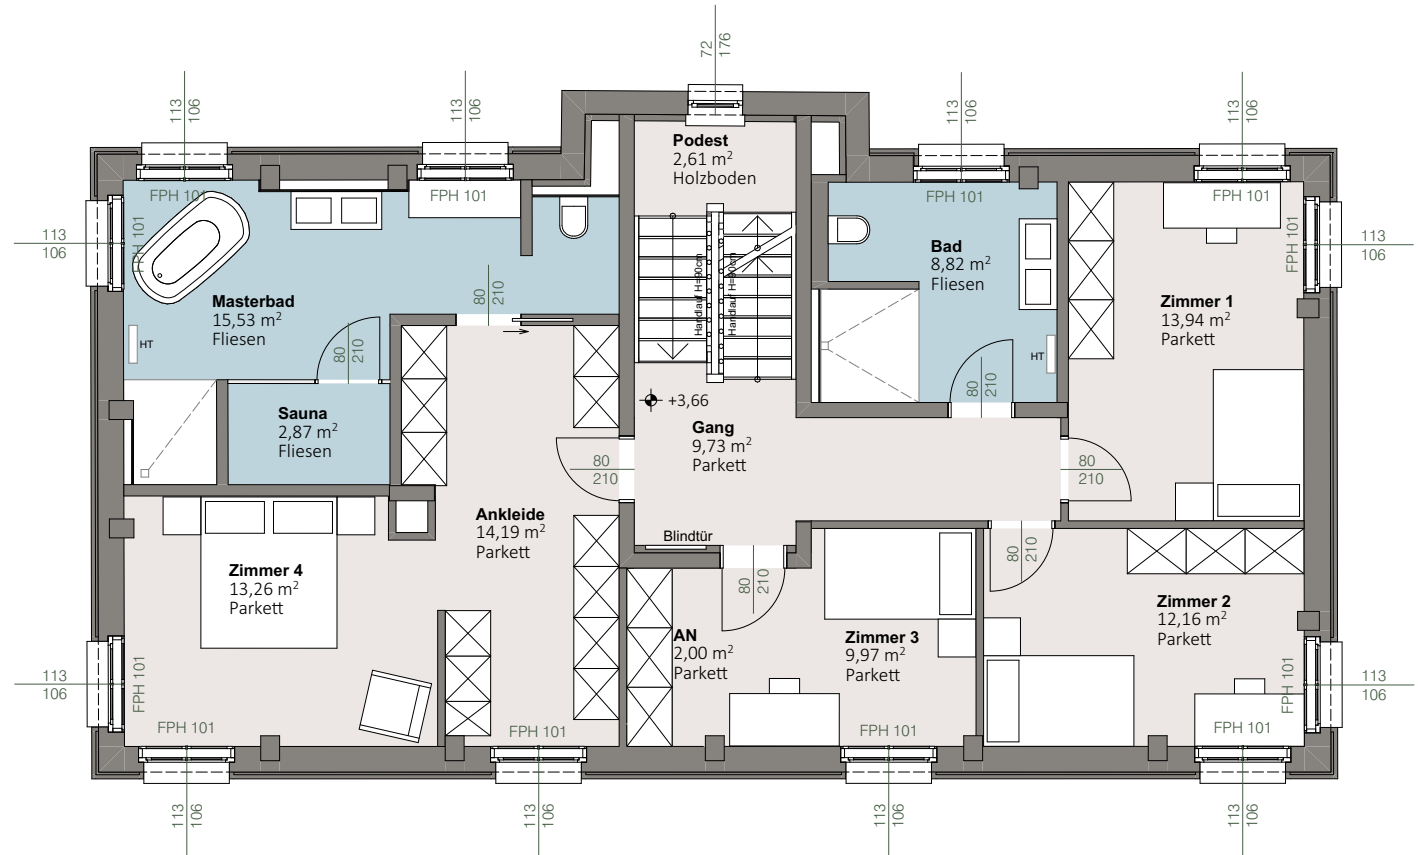 72
176
113
106
113
106
113
106
113
106
Podest
2,61 m²
Holzboden
FPH 101
FPH 101
FPH 101
FPH 101
113
106
FPH 101
FPH 101
113
106
Masterbad
15,53 m²
Fliesen
80
210
Handlauf H=90cm
Handlauf H=90cm
Bad
8,82 m²
Fliesen
Zimmer 1
13,94 m²
Parkett
HT
80
210
HT
80
210
+3,66
Sauna
2,87 m²
Fliesen
Gang
9,73 m²
Parkett
80
210
80
210
Ankleide
14,19 m²
Parkett
Blindtür
80
210
80
210
Zimmer 4
13,26 m²
Parkett
AN
2,00 m²
Parkett
Zimmer 3
9,97 m²
Parkett
Zimmer 2
12,16 m²
Parkett
113
106
FPH 101
FPH 101
113
106
FPH 101
FPH 101
FPH 101
FPH 101
113
106
113
106
113
106
113
106